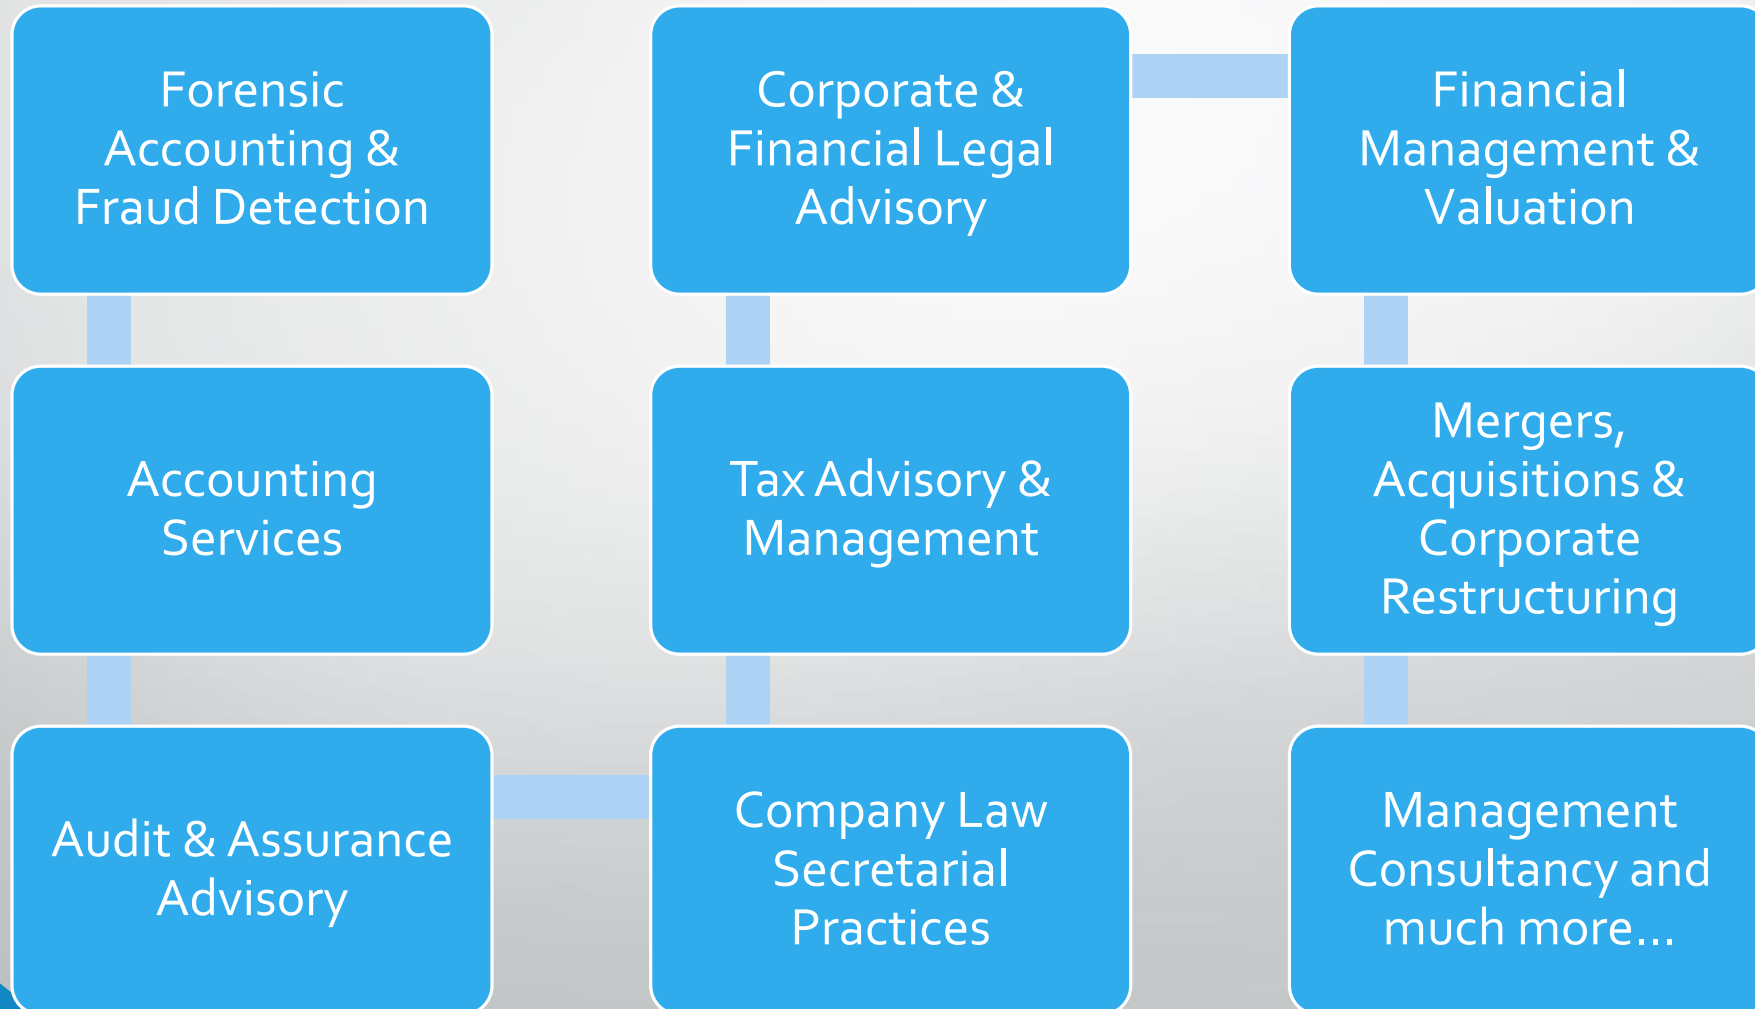 Forensic
Accounting &
Fraud Detection
Accounting
Services
Audit & Assurance
Advisory
Company Law
Secretarial
Practices
Tax Advisory &
Management
Corporate &
Financial Legal
Advisory
Financial
Management &
Valuation
Mergers,
Acquisitions &
Corporate
Restructuring
Management
Consultancy and
much more...